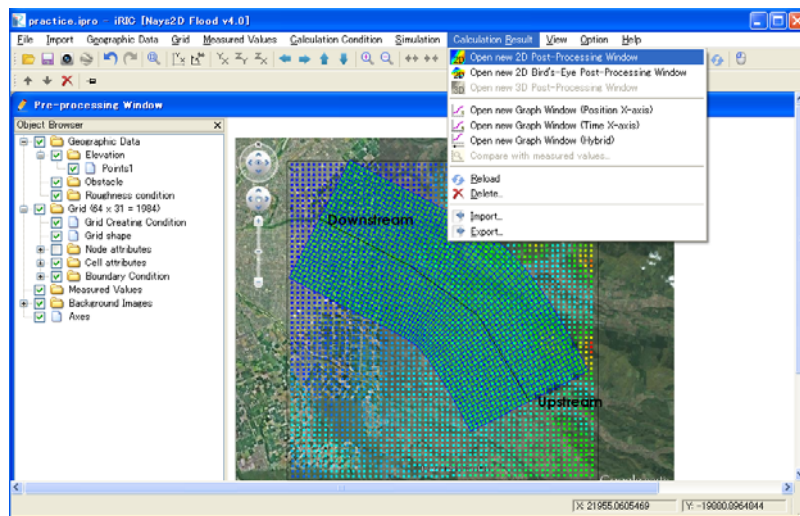 practice.ipro - iRIC [Nays2D Flood v4.0]
File Import Geographic Data Grid Measured Values Calculation Condition Simulation Calculation Result View Option Help
Open new 2D Post-Processing Window
Open new 2D Bird's-Eye Post-Processing Window
Open new 3D Post-Processing Window
Open new Graph Window (Position X-axis)
Open new Graph Window (Time X-axis)
Open new Graph Window (Hybrid)
Compare with measured values...
Reload
Delete...
Import...
Export...
Pre-processing Window
Object Browser
Geographic Data
Elevation
Points1
Obstacle
Roughness condition
Grid (64 x 31 = 1984)
Grid Creating Condition
Grid shape
Node attributes
Cell attributes
Boundary Condition
Measured Values
Background Images
Axes
Downstream
Upstream
X: 21955.0605469
Y: -19800.8964844